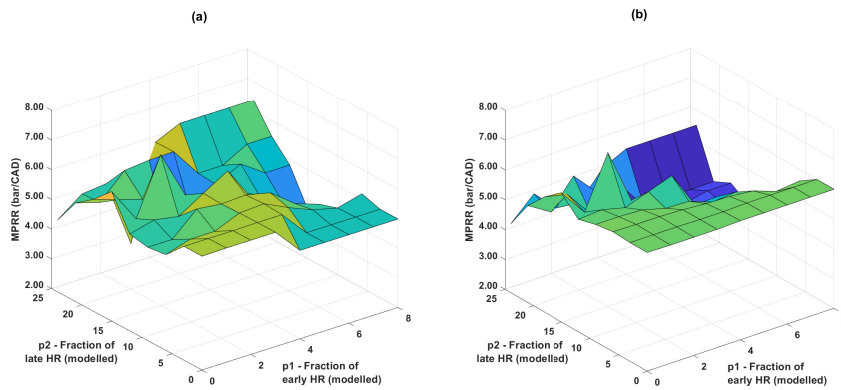 (a)
8.00
7.00
6.00
5.00
4.00
3.00
2.00
MPRR (bar/CAD)
25
20
15
10
5
0
p2 - Fraction of
late HR (modelled)
0
2
4
6
8
p1 - Fraction of
early HR (modelled)
(b)
8.00
7.00
6.00
5.00
4.00
3.00
2.00
MPRR (bar/CAD)
25
20
15
10
5
0
p2 - Fraction of
late HR (modelled)
0
2
4
6
p1 - Fraction of
early HR (modelled)